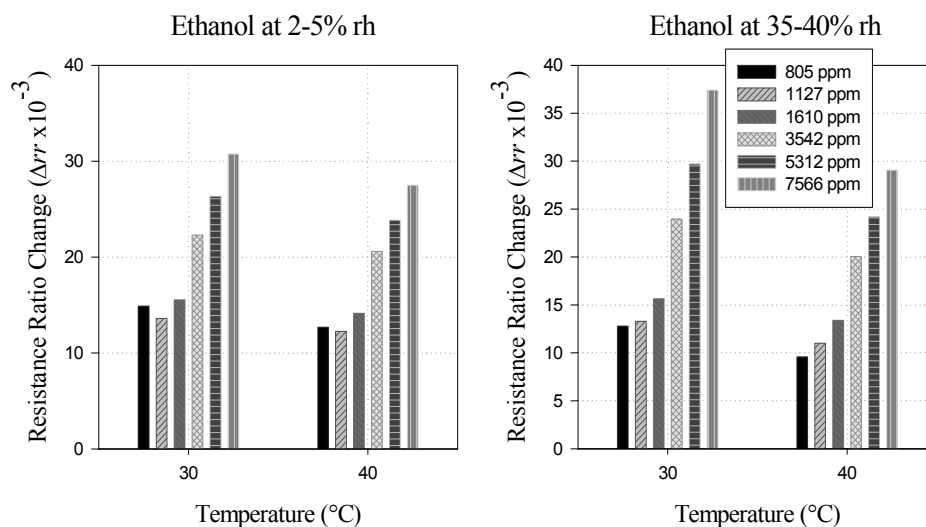 Ethanol at 2-5% rh
Resistance Ratio Change (Δrr x10⁻³)
40
30
20
10
0
30 40
Temperature (°C)
Ethanol at 35-40% rh
Resistance Ratio Change (Δrr x10⁻³)
40
35
30
25
20
15
10
5
0
30 40
Temperature (°C)
805 ppm
1127 ppm
1610 ppm
3542 ppm
5312 ppm
7566 ppm